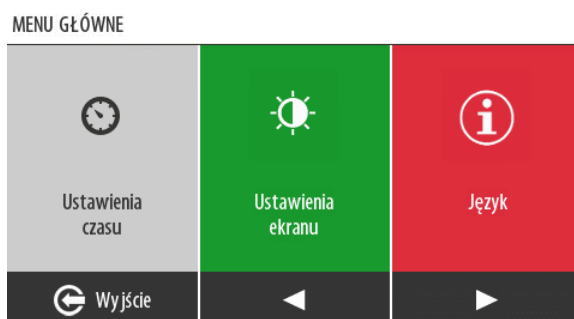 MENU GŁÓWNE
Ustawienia
czasu
Ustawienia
ekranu
Język
Wyjście